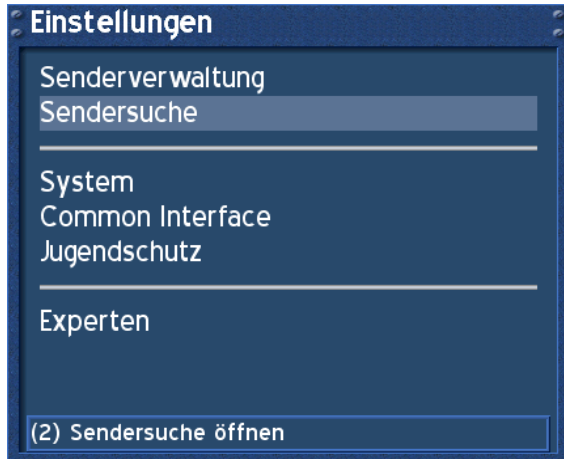 Einstellungen
Senderverwaltung
Sendersuche
System
Common Interface
Jugendschutz
Experten
(2) Sendersuche öffnen